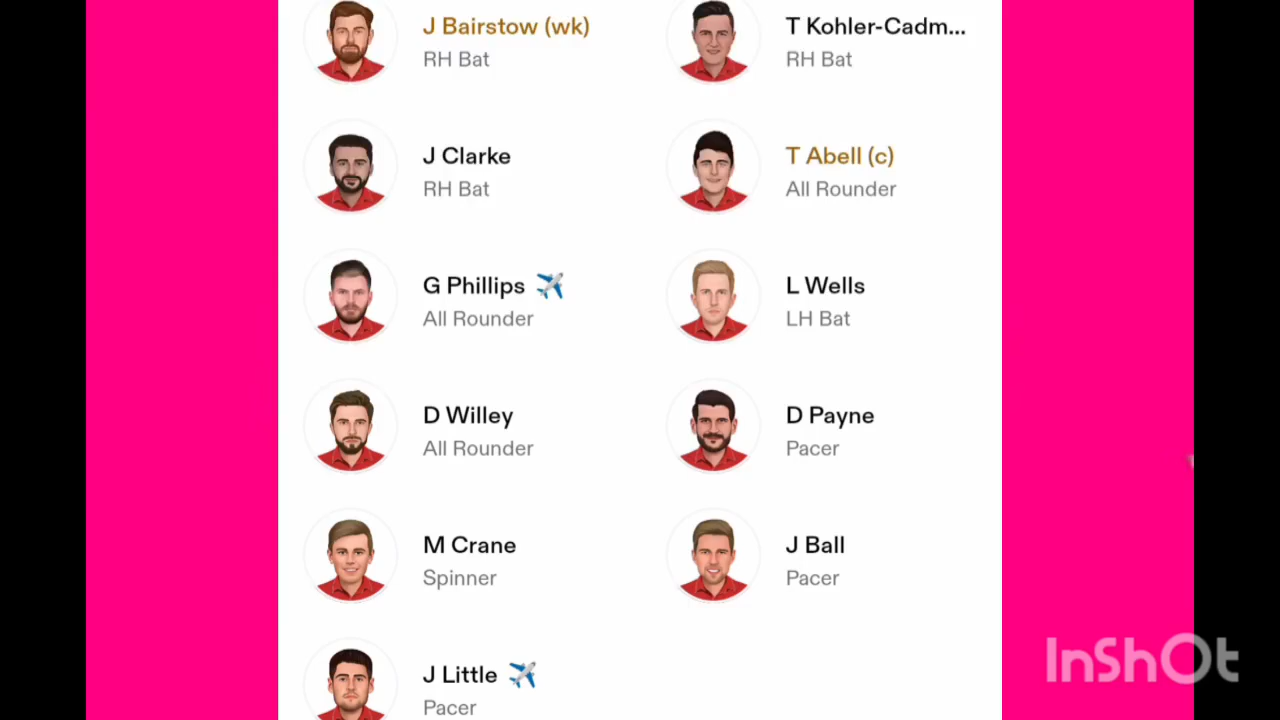 J Bairstow (wk)
RH Bat
T Kohler-Cadm...
RH Bat
J Clarke
RH Bat
T Abell (c)
All Rounder
G Phillips ✈️
All Rounder
L Wells
LH Bat
D Willey
All Rounder
D Payne
Pacer
M Crane
Spinner
J Ball
Pacer
J Little ✈️
Pacer
InShOt